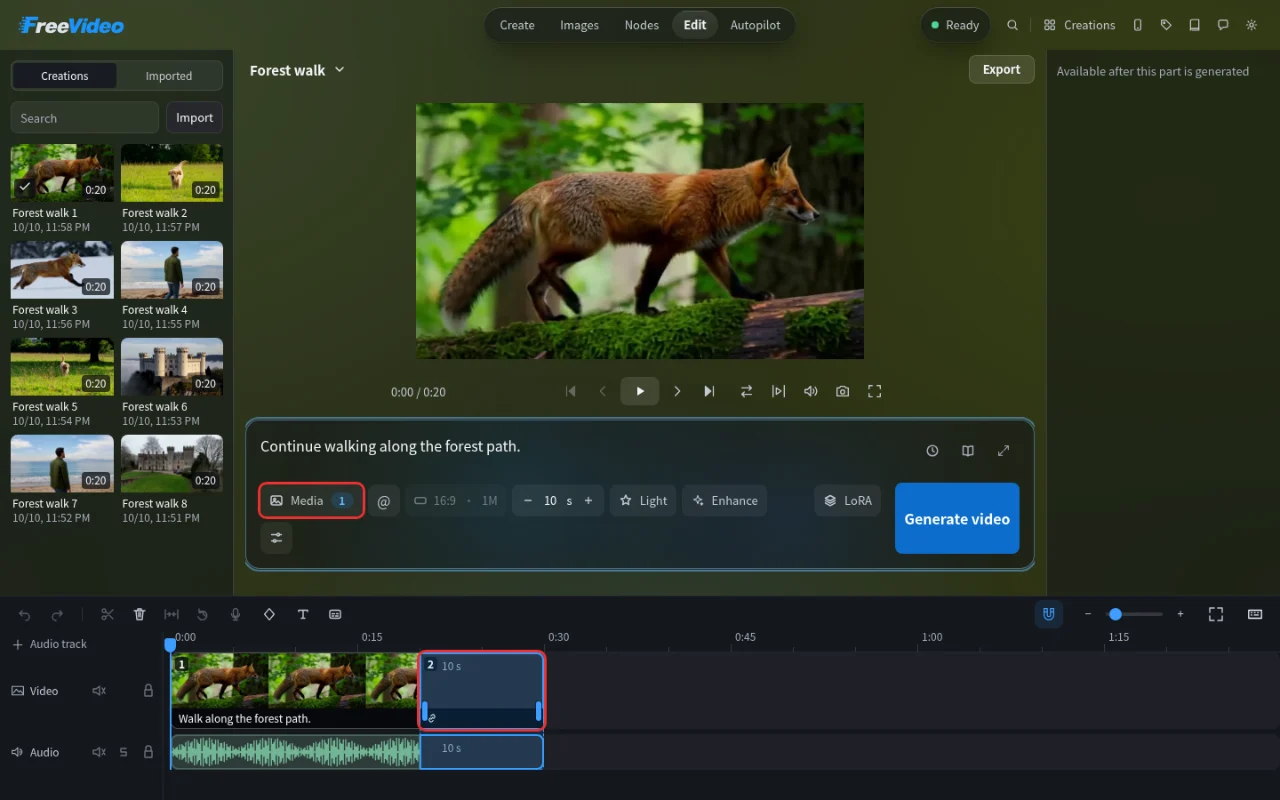 FreeVideo
Create Images Nodes Edit Autopilot
Ready
Creations
Creations Imported
Search Import
0:20 0:20
Forest walk 1 Forest walk 2
10/10, 11:58 PM 10/10, 11:57 PM
0:20 0:20
Forest walk 3 Forest walk 4
10/10, 11:56 PM 10/10, 11:55 PM
0:20 0:20
Forest walk 5 Forest walk 6
10/10, 11:54 PM 10/10, 11:53 PM
0:20 0:20
Forest walk 7 Forest walk 8
10/10, 11:52 PM 10/10, 11:51 PM
Forest walk
Export
Available after this part is generated
0:00 / 0:20
Continue walking along the forest path.
Media 1 @ 16:9 • 1M − 10 s + Light Enhance LoRA
Generate video
T
− +
+ Audio track
0:00 0:15 0:30 0:45 1:00 1:15
1 2 10 s
Video
Walk along the forest path.
Audio S 10 s